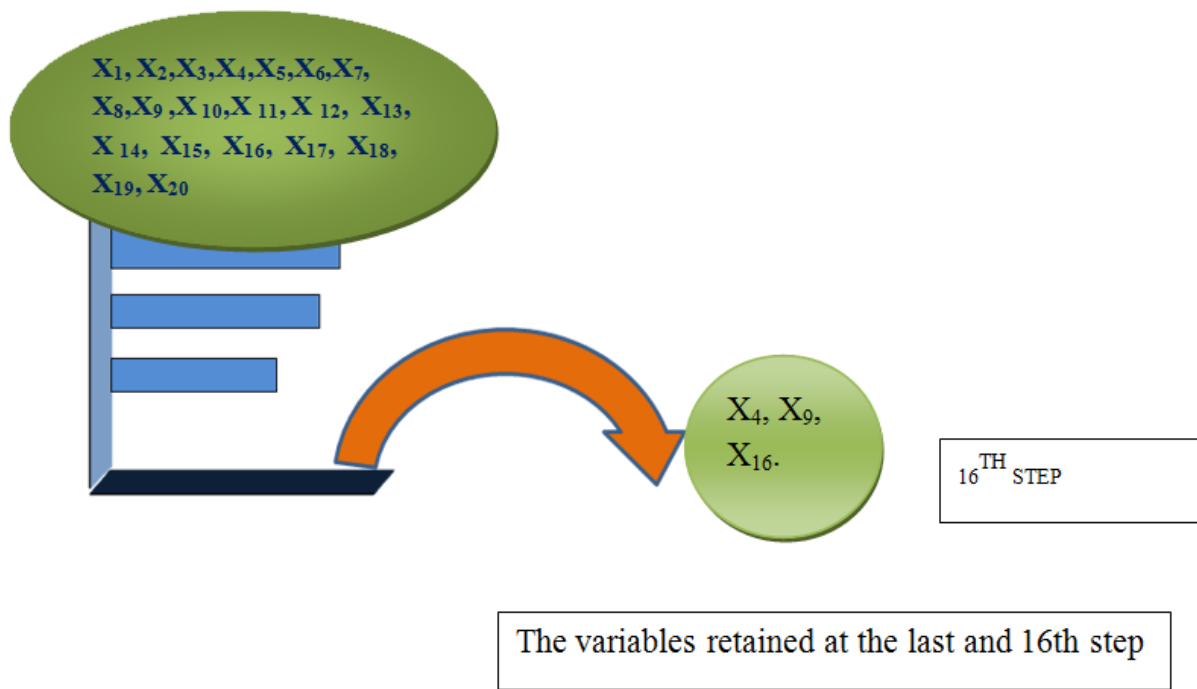 X₁, X₂,X₃,X₄,X₅,X₆,X₇,
X₈,X₉ ,X ₁₀,X ₁₁, X ₁₂, X₁₃,
X ₁₄, X₁₅, X₁₆, X₁₇, X₁₈,
X₁₉, X₂₀
X₄, X₉,
X₁₆.
16TH STEP
The variables retained at the last and 16th step